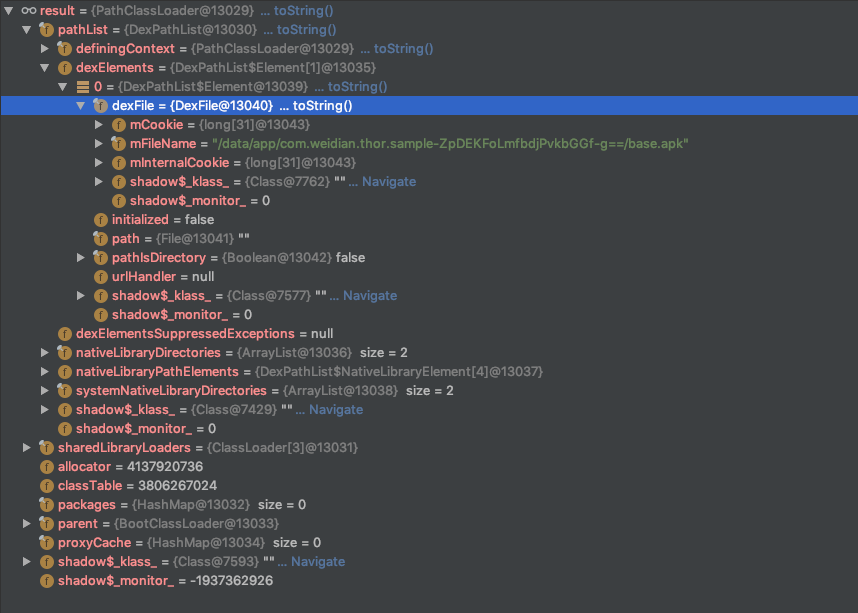 result = {PathClassLoader@13029} ... toString()
pathList = {DexPathList@13030} ... toString()
definingContext = {PathClassLoader@13029} ... toString()
dexElements = {DexPathList$Element[1]@13035}
0 = {DexPathList$Element@13039} ... toString()
dexFile = {DexFile@13040} ... toString()
mCookie = {long[31]@13043}
mFileName = "/data/app/com.weidian.thor.sample-ZpDEKFoLmfbdjPvkbGGf-g==/base.apk"
mInternalCookie = {long[31]@13043}
shadow$_klass_ = {Class@7762} "" ... Navigate
shadow$_monitor_ = 0
initialized = false
path = {File@13041} ""
pathIsDirectory = {Boolean@13042} false
urlHandler = null
shadow$_klass_ = {Class@7577} "" ... Navigate
shadow$_monitor_ = 0
dexElementsSuppressedExceptions = null
nativeLibraryDirectories = {ArrayList@13036} size = 2
nativeLibraryPathElements = {DexPathList$NativeLibraryElement[4]@13037}
systemNativeLibraryDirectories = {ArrayList@13038} size = 2
shadow$_klass_ = {Class@7429} "" ... Navigate
shadow$_monitor_ = 0
sharedLibraryLoaders = {ClassLoader[3]@13031}
allocator = 4137920736
classTable = 3806267024
packages = {HashMap@13032} size = 0
parent = {BootClassLoader@13033}
proxyCache = {HashMap@13034} size = 0
shadow$_klass_ = {Class@7593} "" ... Navigate
shadow$_monitor_ = -1937362926